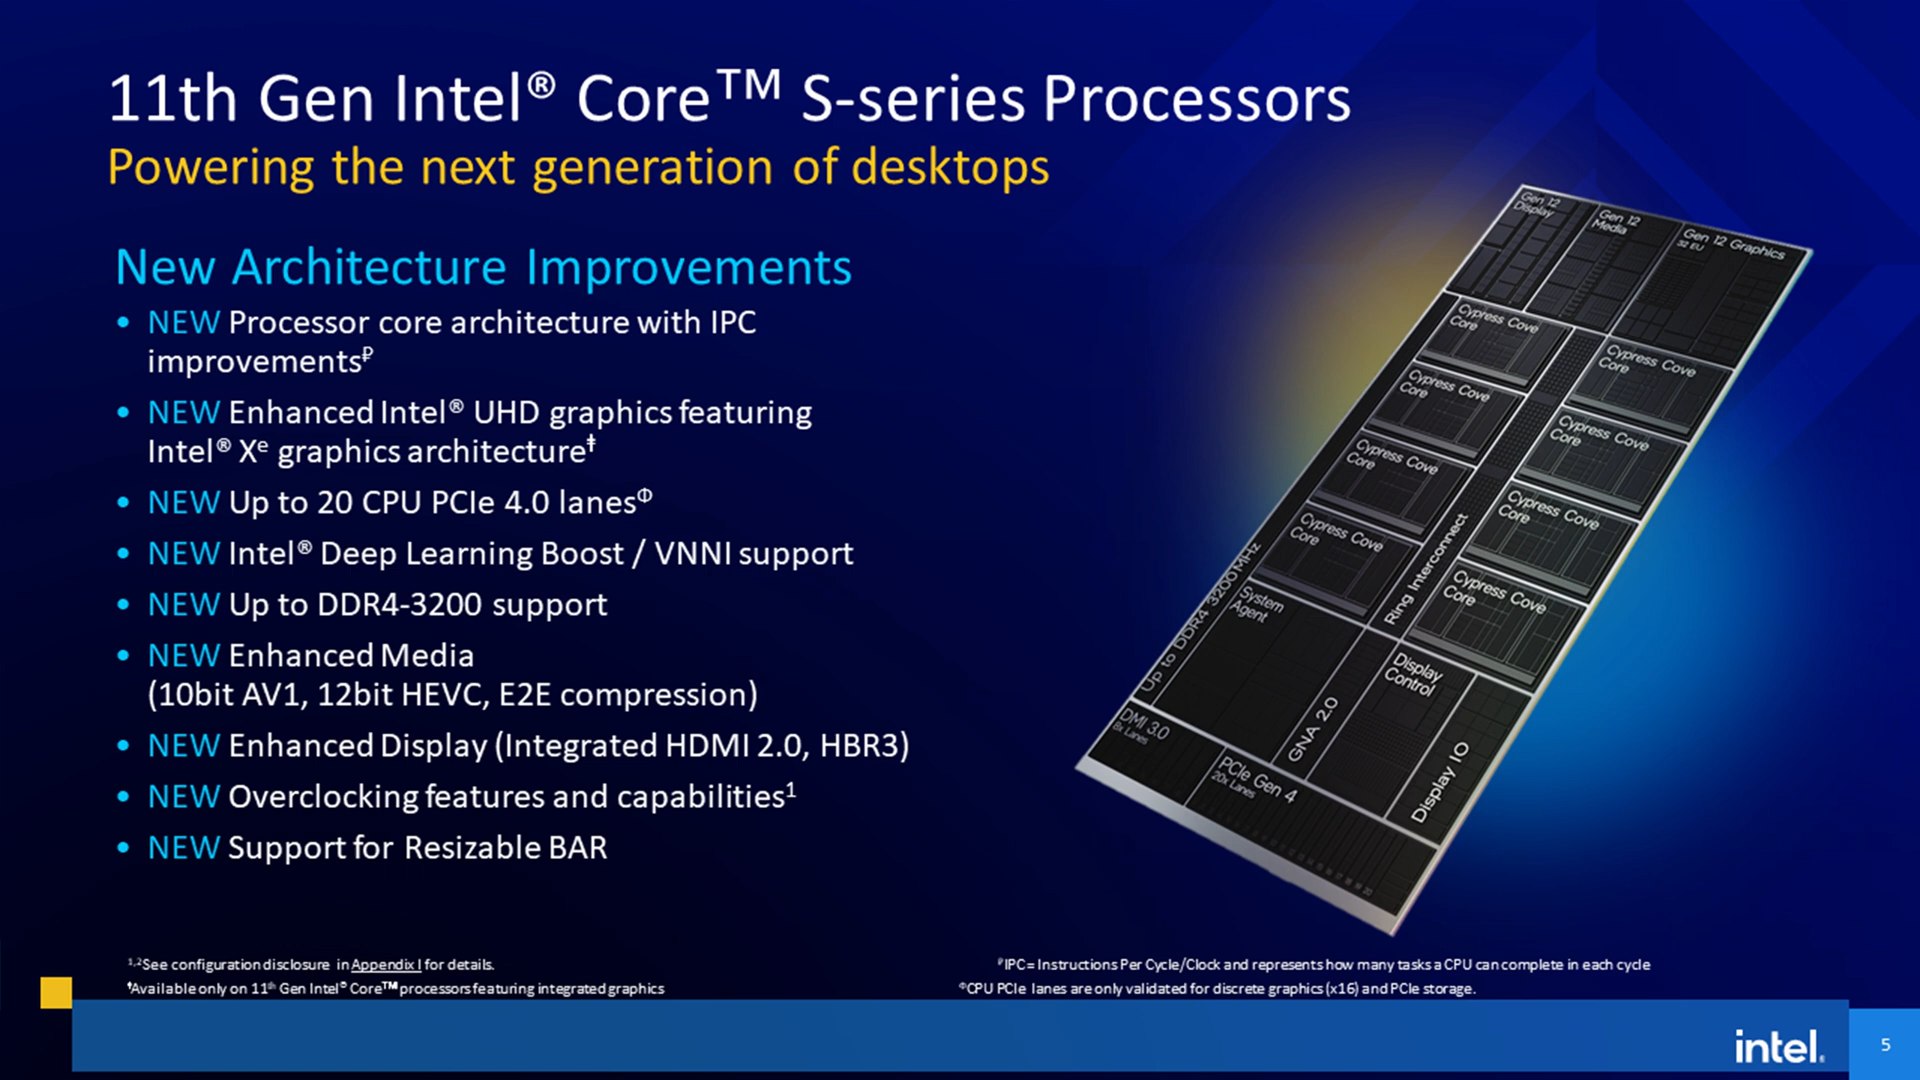 11th Gen Intel® Core™ S-series Processors
Powering the next generation of desktops
New Architecture Improvements
• NEW Processor core architecture with IPC
improvements₽
• NEW Enhanced Intel® UHD graphics featuring
Intel® Xᵉ graphics architectureǂ
• NEW Up to 20 CPU PCIe 4.0 lanesΦ
• NEW Intel® Deep Learning Boost / VNNI support
• NEW Up to DDR4-3200 support
• NEW Enhanced Media
(10bit AV1, 12bit HEVC, E2E compression)
• NEW Enhanced Display (Integrated HDMI 2.0, HBR3)
• NEW Overclocking features and capabilities¹
• NEW Support for Resizable BAR
Gen 12
Display
Gen 12
Media
Gen 12 Graphics
32 EU
Cypress Cove
Core
Cypress Cove
Core
Cypress Cove
Core
Cypress Cove
Core
Cypress Cove
Core
Cypress Cove
Core
Cypress Cove
Core
Cypress Cove
Core
Ring Interconnect
Up to DDR4 3200MHz
System
Agent
GNA 2.0
Display
Control
Display IO
DMI 3.0
8x Lanes
PCIe Gen 4
20x Lanes
¹,²See configuration disclosure in Appendix I for details.
ǂAvailable only on 11th Gen Intel® Core™ processors featuring integrated graphics
₽IPC= Instructions Per Cycle/Clock and represents how many tasks a CPU can complete in each cycle
ΦCPU PCIe lanes are only validated for discrete graphics (x16) and PCIe storage.
intel.
5